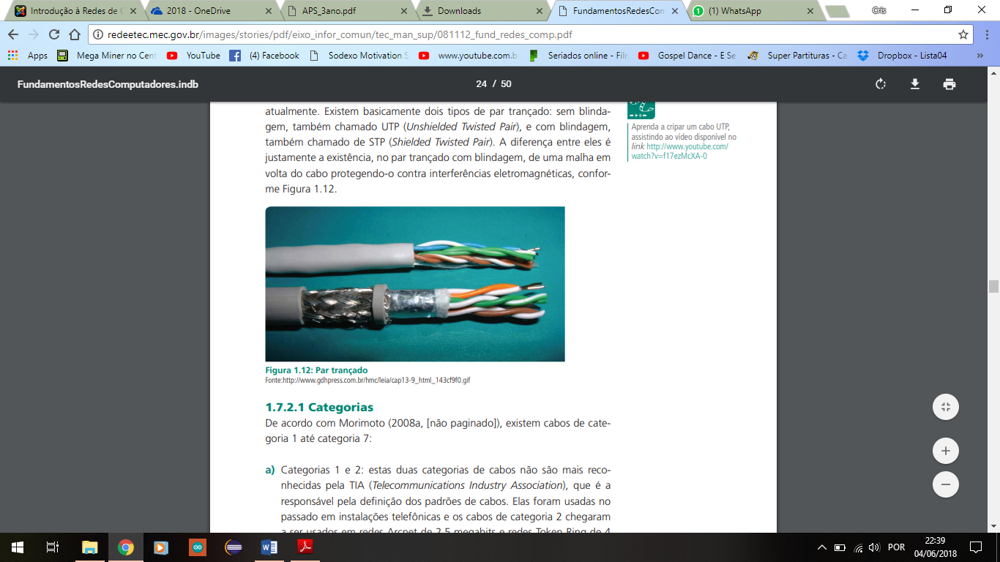 Introdução à Redes de C
2018 - OneDrive
APS_3ano.pdf
Downloads
FundamentosRedesCom
(1) WhatsApp
Cris
redeetec.mec.gov.br/images/stories/pdf/eixo_infor_comun/tec_man_sup/081112_fund_redes_comp.pdf
Apps
Mega Miner no Cent
YouTube
(4) Facebook
Sodexo Motivation S
www.youtube.com.b
Seriados online - Film
Gospel Dance - E Se
Super Partituras - Ca
Dropbox - Lista04
»
FundamentosRedesComputadores.indb
24 / 50
atualmente. Existem basicamente dois tipos de par trançado: sem blinda-
gem, também chamado UTP (Unshielded Twisted Pair), e com blindagem,
também chamado de STP (Shielded Twisted Pair). A diferença entre eles é
justamente a existência, no par trançado com blindagem, de uma malha em
volta do cabo protegendo-o contra interferências eletromagnéticas, confor-
me Figura 1.12.
Aprenda a cripar um cabo UTP,
assistindo ao vídeo disponível no
link http://www.youtube.com/
watch?v=f17ezMcXA-0
Figura 1.12: Par trançado
Fonte:http://www.gdhpress.com.br/hmc/leia/cap13-9_html_143cf9f0.gif
1.7.2.1 Categorias
De acordo com Morimoto (2008a, [não paginado]), existem cabos de cate-
goria 1 até categoria 7:
a) Categorias 1 e 2: estas duas categorias de cabos não são mais reco-
nhecidas pela TIA (Telecommunications Industry Association), que é a
responsável pela definição dos padrões de cabos. Elas foram usadas no
passado em instalações telefônicas e os cabos de categoria 2 chegaram
a ser usados em redes Arcnet de 2.5 megabits e redes Token Ring de 4
POR
22:39
04/06/2018